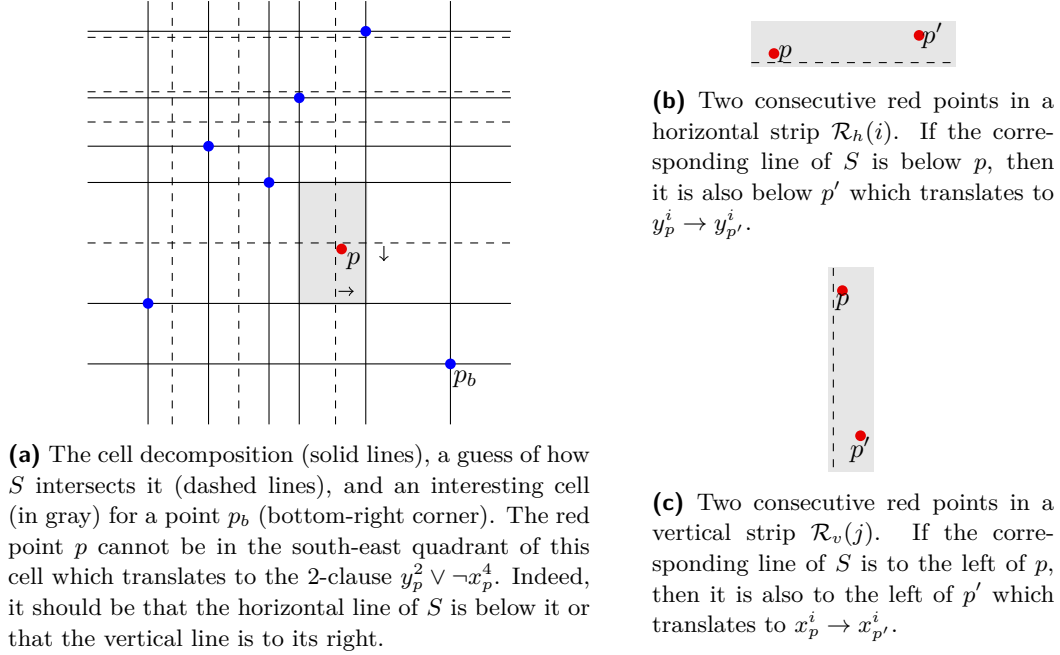 p
↓
→
p_b
(a) The cell decomposition (solid lines), a guess of how
S intersects it (dashed lines), and an interesting cell
(in gray) for a point p_b (bottom-right corner). The red
point p cannot be in the south-east quadrant of this
cell which translates to the 2-clause y_p^2 ∨ ¬x_p^4. Indeed,
it should be that the horizontal line of S is below it or
that the vertical line is to its right.
p
p′
(b) Two consecutive red points in a
horizontal strip ℛ_h(i). If the corre-
sponding line of S is below p, then
it is also below p′ which translates to
y_p^i → y_{p′}^i.
p
p′
(c) Two consecutive red points in a
vertical strip ℛ_v(j). If the corre-
sponding line of S is to the left of p,
then it is also to the left of p′ which
translates to x_p^i → x_{p′}^i.